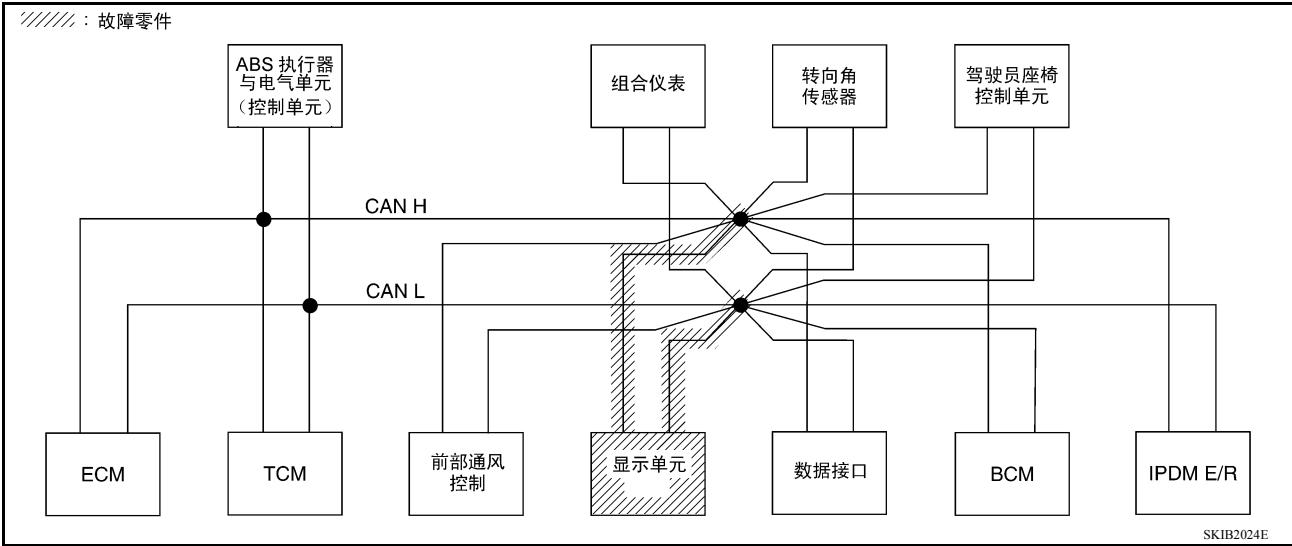 ：故障零件
ABS 执行器
与电气单元
（控制单元）
组合仪表
转向角
传感器
驾驶员座椅
控制单元
CAN H
CAN L
ECM
TCM
前部通风
控制
显示单元
数据接口
BCM
IPDM E/R
SKIB2024E